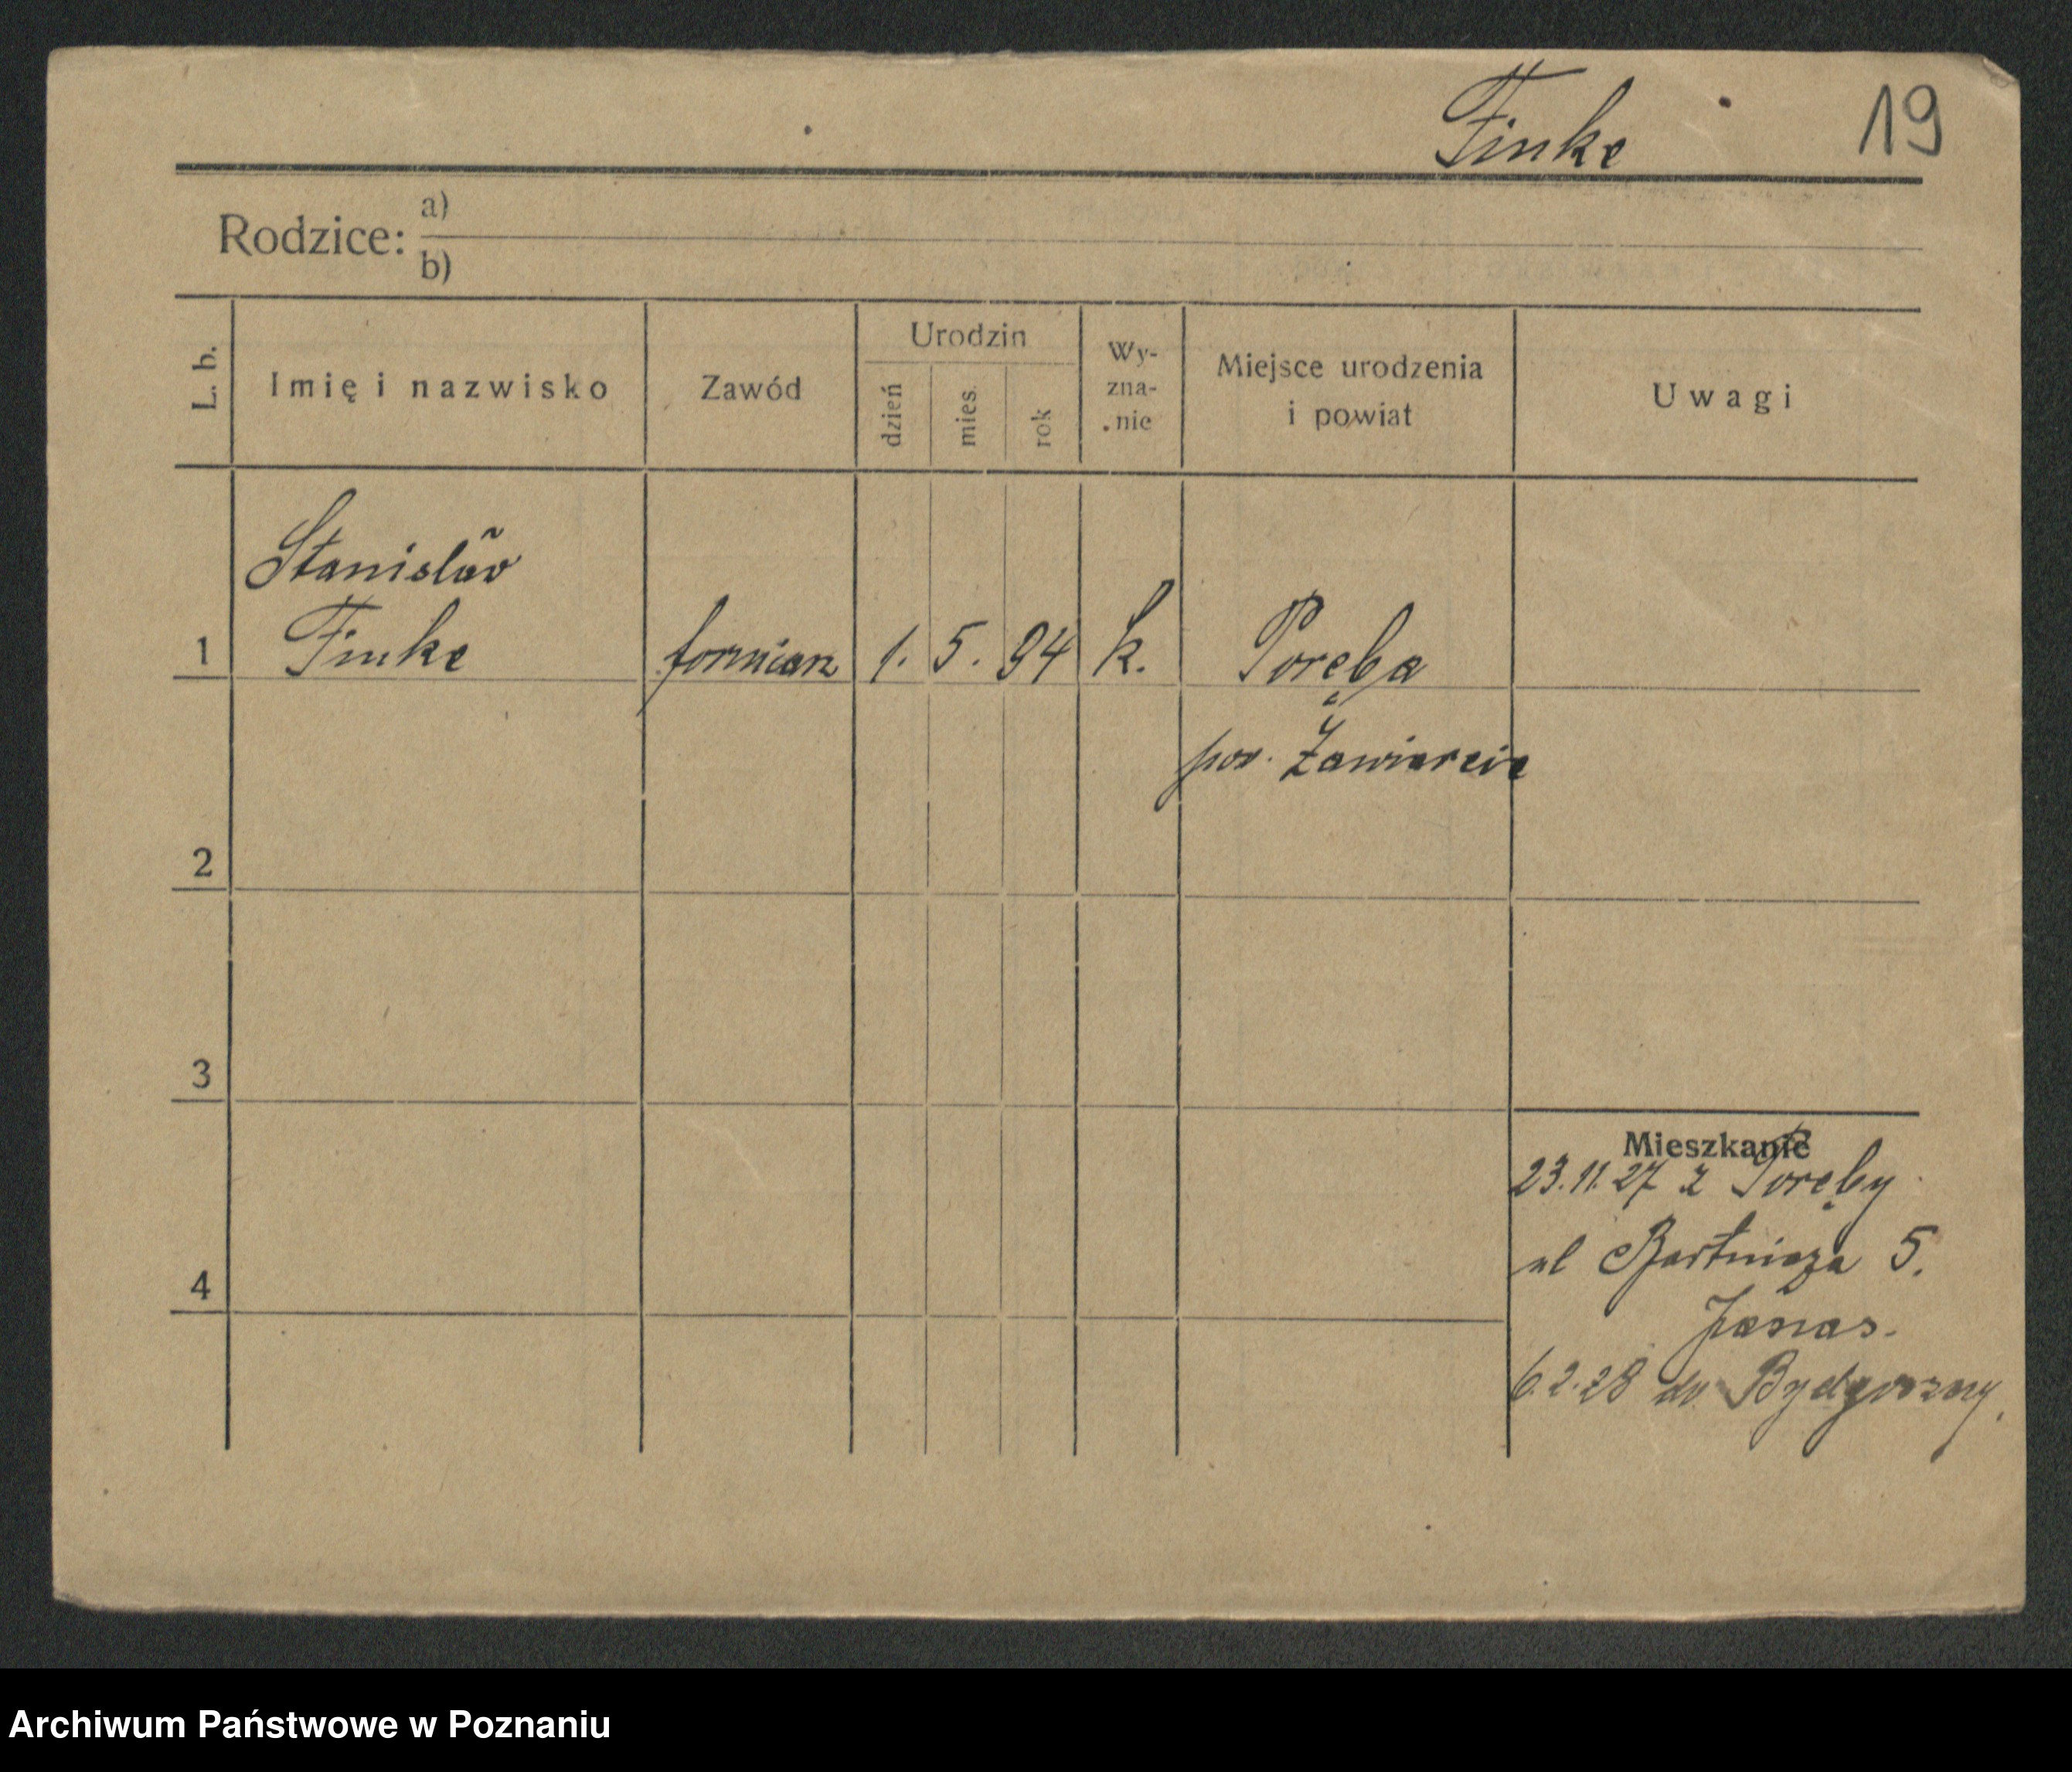 Finke 19
Rodzice: a)
b)
L. b. Imię i nazwisko Zawód Urodzin dzień mies. rok Wy-zna-nie Miejsce urodzenia i powiat Uwagi
Stanisław
1 Finke formiarz 1. 5. 94 k. Poręba
pow. Zawiercie
2
3
Mieszkanie
23.11.27 z Poręby
ul Bartnicza 5.
4
6.2.28 do Bydgoszczy,
Archiwum Państwowe w Poznaniu